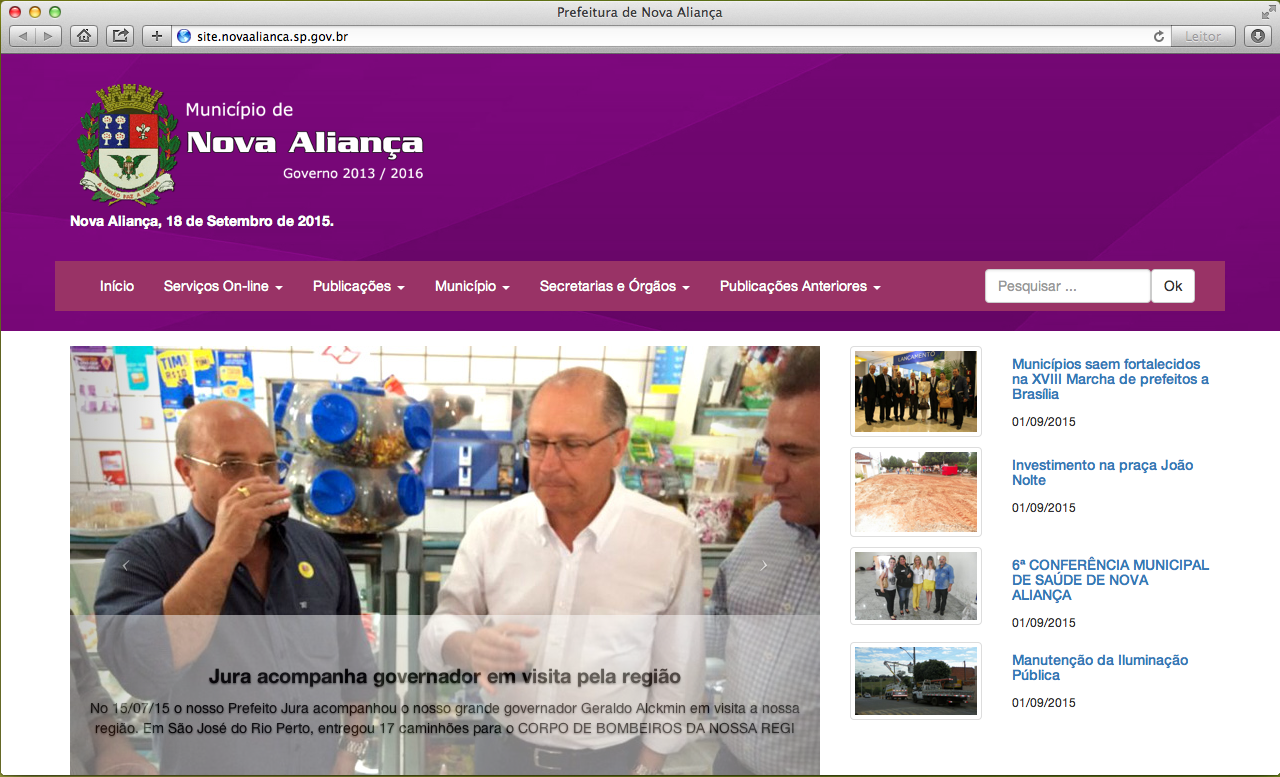 Prefeitura de Nova Aliança
site.novaalianca.sp.gov.br
Leitor
Município de
Nova Aliança
Governo 2013 / 2016
A UNIÃO FAZ A FORÇA
Nova Aliança, 18 de Setembro de 2015.
Início Serviços On-line Publicações Município Secretarias e Órgãos Publicações Anteriores Pesquisar ... Ok
TIM
R$10
LANÇAMENTO
Jura acompanha governador em visita pela região
No 15/07/15 o nosso Prefeito Jura acompanhou o nosso grande governador Geraldo Alckmin em visita a nossa
região. Em São José do Rio Perto, entregou 17 caminhões para o CORPO DE BOMBEIROS DA NOSSA REGI
Municípios saem fortalecidos
na XVIII Marcha de prefeitos a
Brasília
01/09/2015
Investimento na praça João
Nolte
01/09/2015
6ª CONFERÊNCIA MUNICIPAL
DE SAÚDE DE NOVA
ALIANÇA
01/09/2015
Manutenção da Iluminação
Pública
01/09/2015